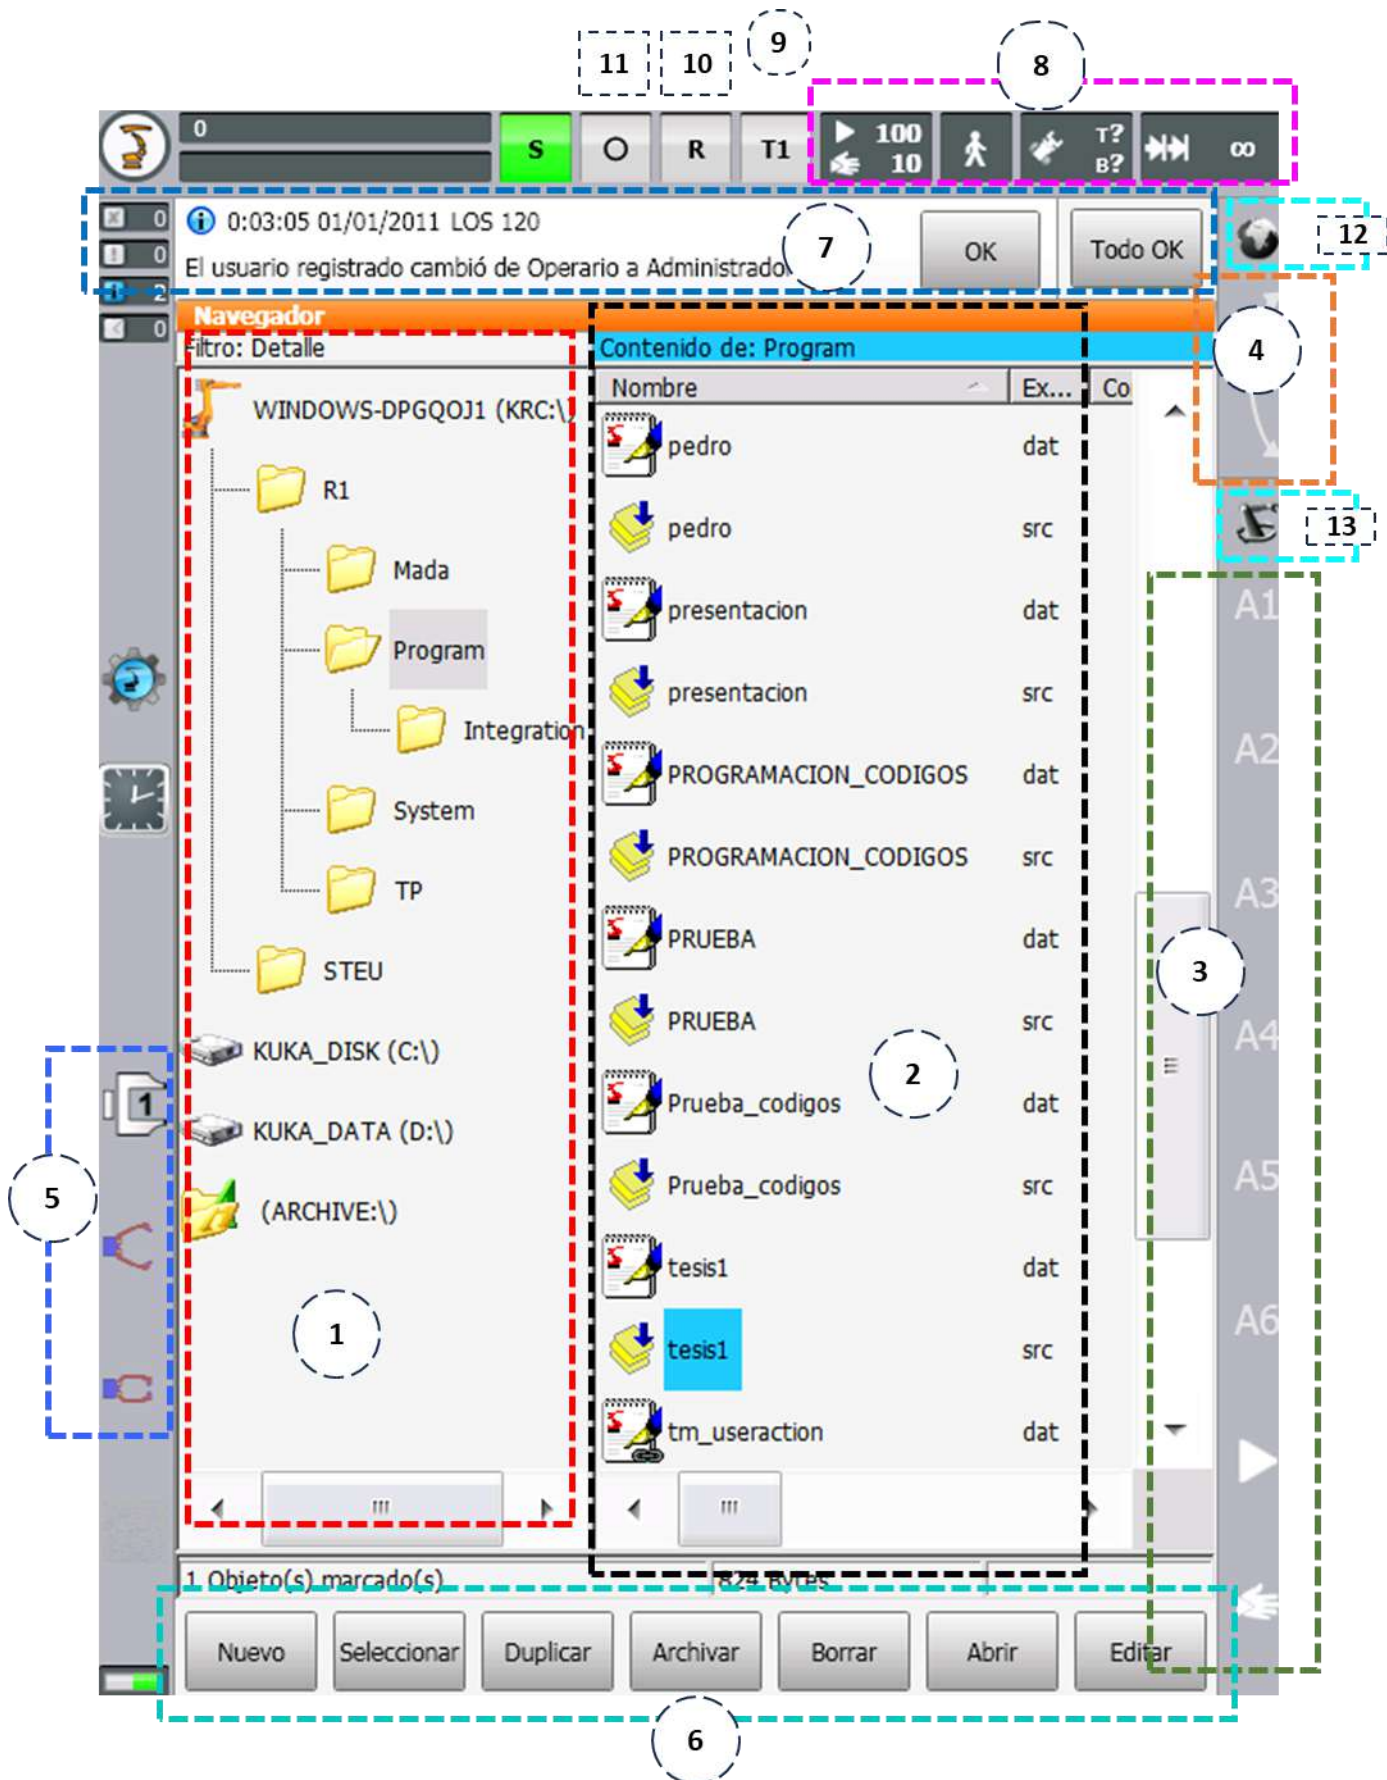 11 10 9 8
0
S O R T1 100 10 T? B? ∞
0 0:03:05 01/01/2011 LOS 120
7 OK Todo OK 12
0 El usuario registrado cambió de Operario a Administrador
2
0
Navegador
Filtro: Detalle Contenido de: Program 4
Nombre Ex... Co
WINDOWS-DPGQOJ1 (KRC:\)
pedro dat
R1
pedro src 13
Mada
presentacion dat A1
Program
presentacion src
Integration
PROGRAMACION_CODIGOS dat A2
System
PROGRAMACION_CODIGOS src
TP A3
PRUEBA dat
STEU 3
PRUEBA src A4
KUKA_DISK (C:\) 2
1
Prueba_codigos dat
KUKA_DATA (D:\)
5
Prueba_codigos src A5
(ARCHIVE:\)
tesis1 dat
1
tesis1 src A6
tm_useraction dat
1 Objeto(s) marcado(s) 824 Bytes
Nuevo Seleccionar Duplicar Archivar Borrar Abrir Editar
6